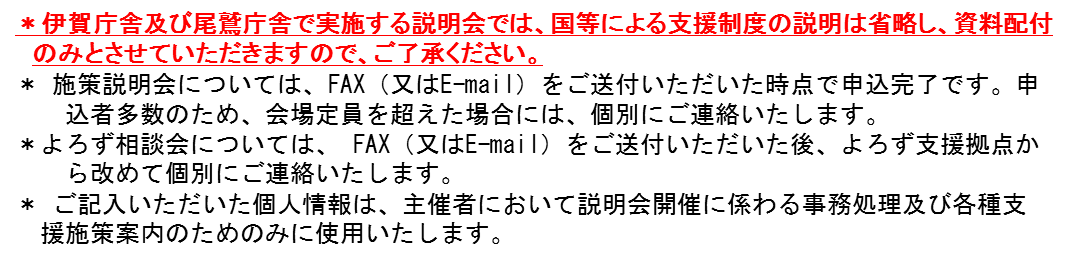 ＊伊賀庁舎及び尾鷲庁舎で実施する説明会では、国等による支援制度の説明は省略し、資料配付
のみとさせていただきますので、ご了承ください。
＊ 施策説明会については、FAX（又はE-mail）をご送付いただいた時点で申込完了です。申
込者多数のため、会場定員を超えた場合には、個別にご連絡いたします。
＊よろず相談会については、 FAX（又はE-mail）をご送付いただいた後、よろず支援拠点か
ら改めて個別にご連絡いたします。
＊ ご記入いただいた個人情報は、主催者において説明会開催に係わる事務処理及び各種支
援施策案内のためのみに使用いたします。